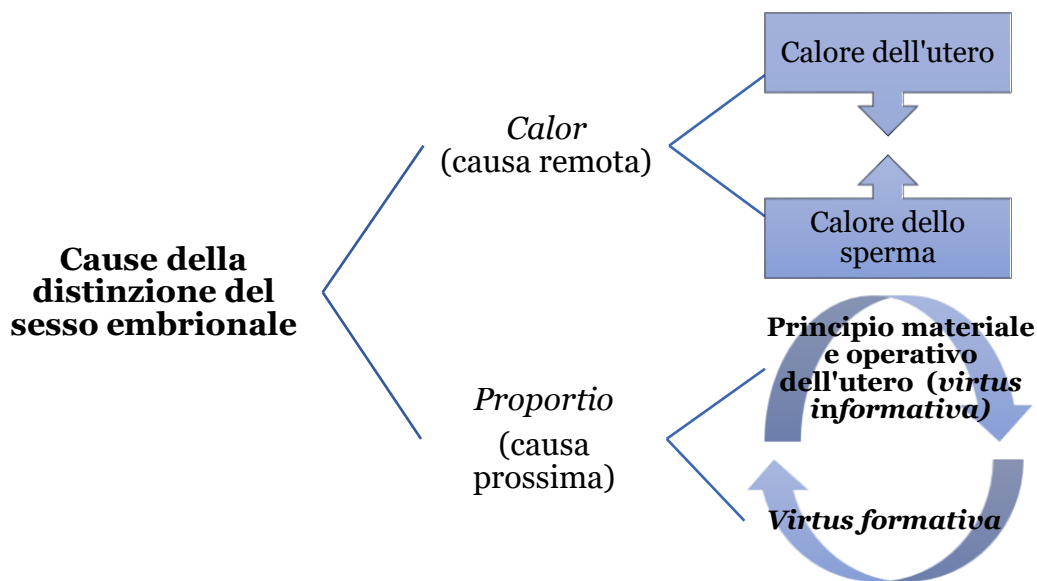 Cause della
distinzione del
sesso embrionale
Calor
(causa remota)
Calore dell'utero
Calore dello
sperma
Proportio
(causa
prossima)
Principio materiale
e operativo
dell'utero (virtus
informativa)
Virtus formativa